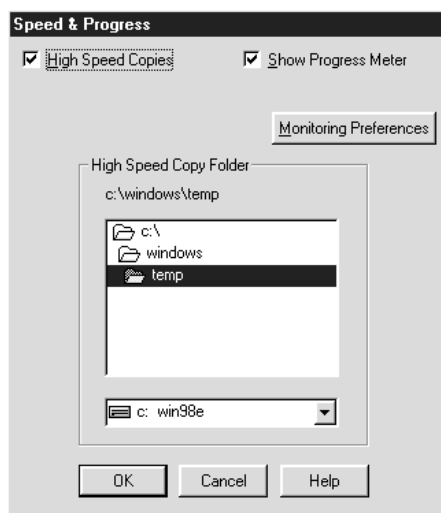 Speed & Progress
High Speed Copies
Show Progress Meter
Monitoring Preferences
High Speed Copy Folder
c:\windows\temp
c:\
windows
temp
c: win98e
OK
Cancel
Help